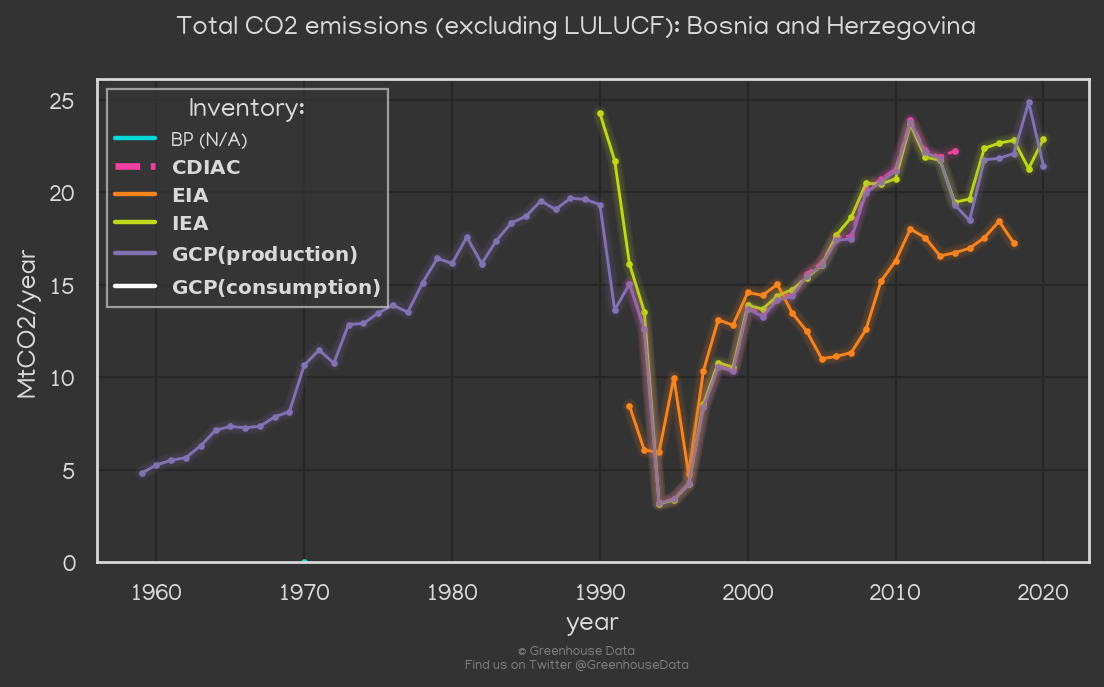 Total CO2 emissions (excluding LULUCF): Bosnia and Herzegovina
Inventory:
BP (N/A)
CDIAC
EIA
IEA
GCP(production)
GCP(consumption)
MtCO2/year
25
20
15
10
5
0
1960 1970 1980 1990 2000 2010 2020
year
© Greenhouse Data
Find us on Twitter @GreenhouseData